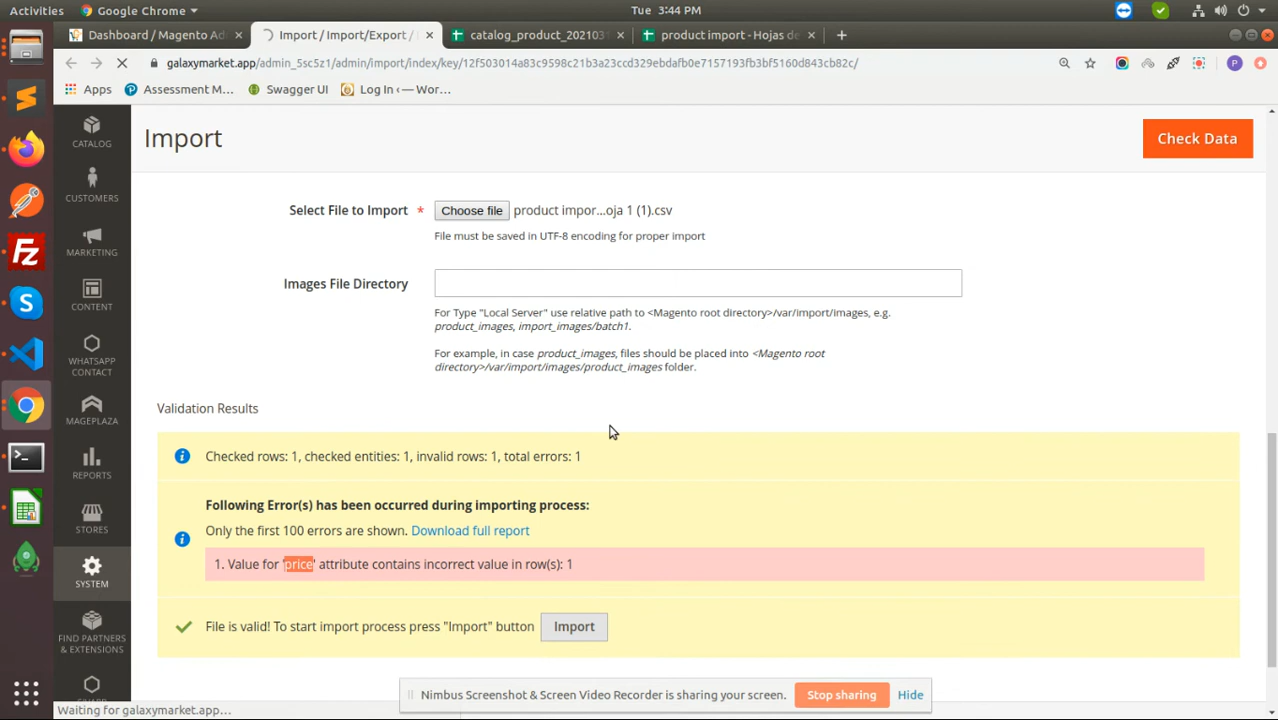 Activities
Google Chrome
Tue 3:44 PM
Dashboard / Magento Ad
Import / Import/Export /
catalog_product_202103
product import - Hojas de
galaxymarket.app/admin_5sc5z1/admin/import/index/key/12f503014a83c9598c21b3a23ccd329ebdafb0e7157193fb3bf5160d843cbf82c/
Apps
Assessment M...
Swagger UI
Log In ‹— Wor...
CATALOG
CUSTOMERS
MARKETING
CONTENT
WHATSAPP
CONTACT
MAGEPLAZA
REPORTS
STORES
SYSTEM
FIND PARTNERS
& EXTENSIONS
Import
Check Data
Select File to Import *
Choose file
product impor...oja 1 (1).csv
File must be saved in UTF-8 encoding for proper import
Images File Directory
For Type "Local Server" use relative path to <Magento root directory>/var/import/images, e.g.
product_images, import_images/batch1.
For example, in case product_images, files should be placed into <Magento root
directory>/var/import/images/product_images folder.
Validation Results
Checked rows: 1, checked entities: 1, invalid rows: 1, total errors: 1
Following Error(s) has been occurred during importing process:
Only the first 100 errors are shown. Download full report
1. Value for 'price' attribute contains incorrect value in row(s): 1
File is valid! To start import process press "Import" button
Import
Nimbus Screenshot & Screen Video Recorder is sharing your screen.
Stop sharing
Hide
Waiting for galaxymarket.app...